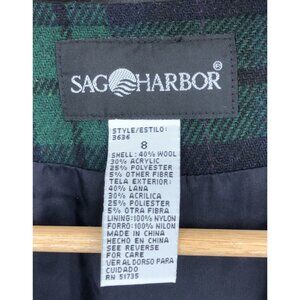 SAG HARBOR®
STYLE/ESTILO:
3636
8
SHELL: 40% WOOL
30% ACRYLIC
25% POLYESTER
5% OTHER FIBRE
TELA EXTERIOR:
40% LANA
30% ACRILICA
25% POLIESTER
5% OTRA FIBRA
LINING:100% NYLON
FORRO:100% NILON
MADE IN CHINA
HECHO EN CHINA
SEE REVERSE
FOR CARE
VER AL DORSO PARA
CUIDADO
RN 51735